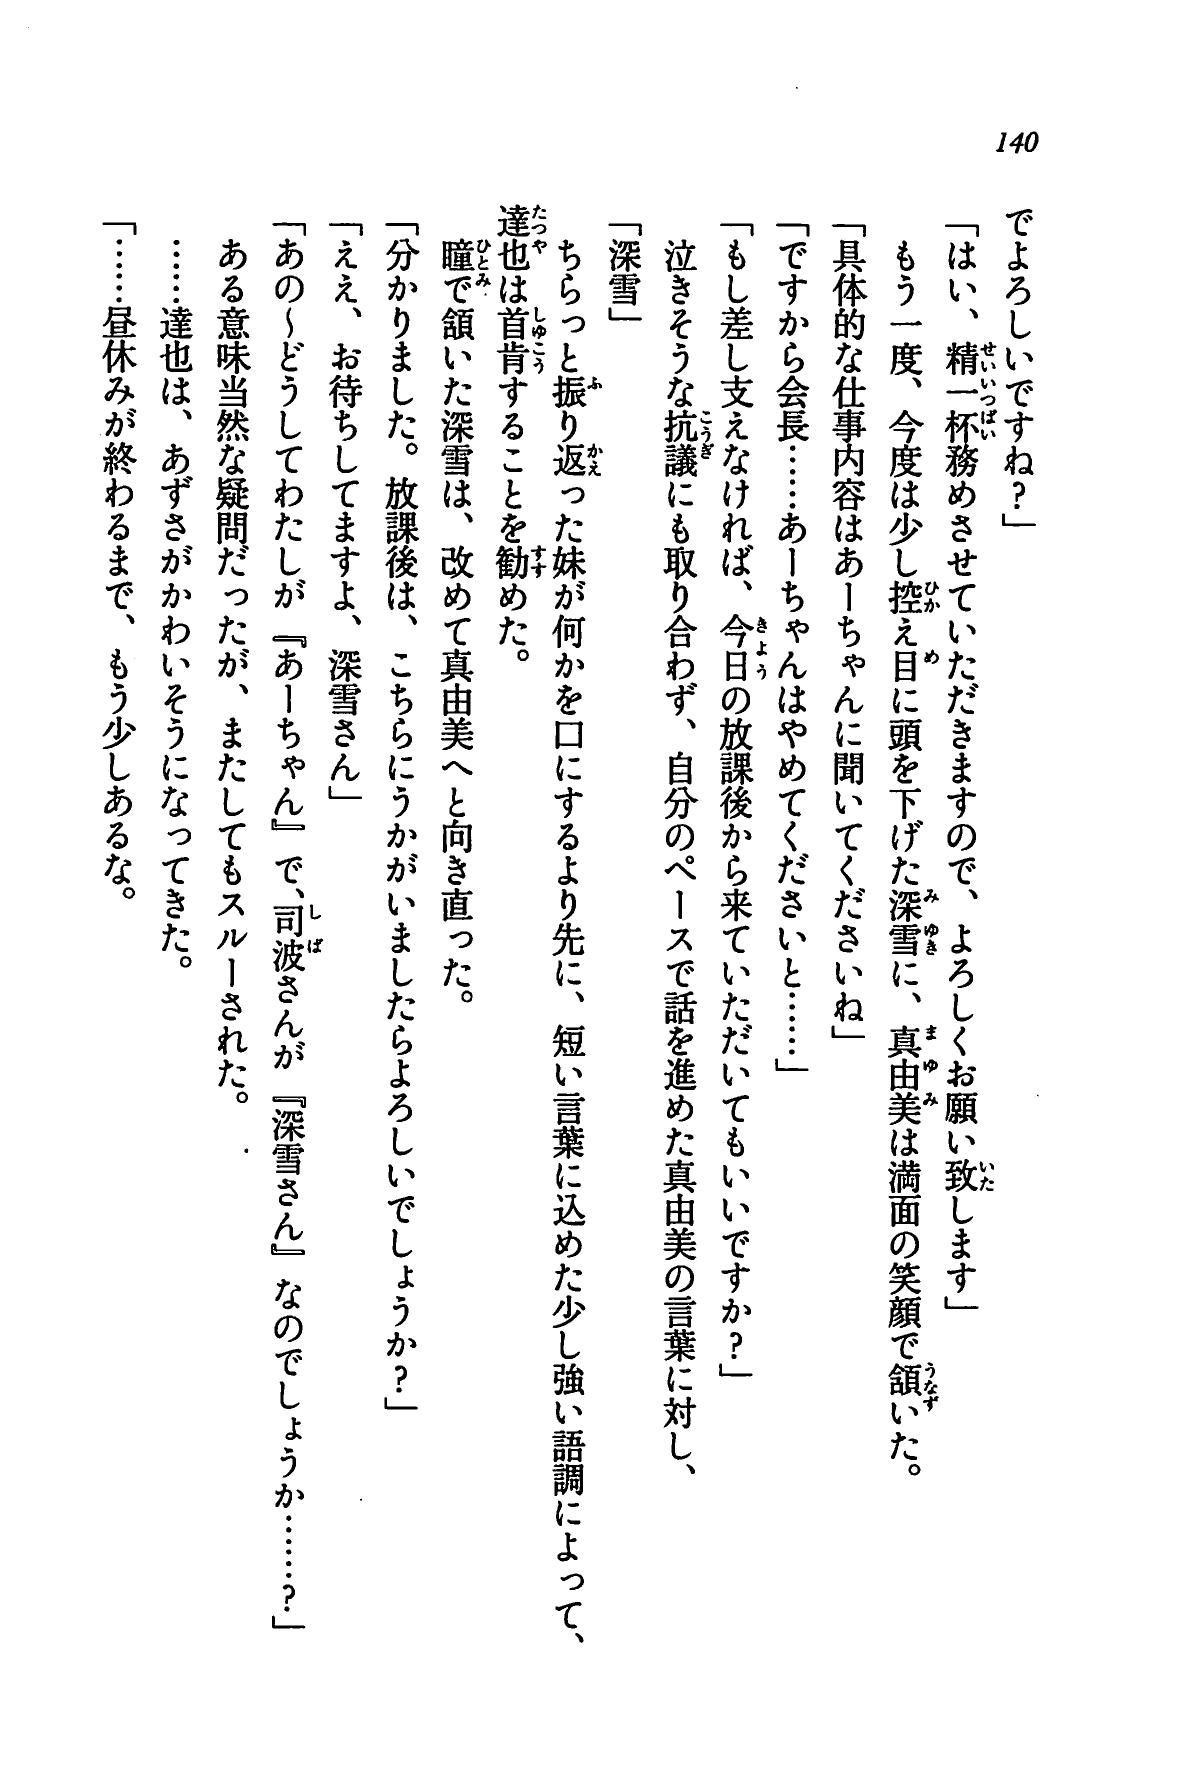 140
でよろしいですね？」
「はい、精一杯務めさせていただきますので、よろしくお願い致します」
もう一度、今度は少し控え目に頭を下げた深雪に、真由美は満面の笑顔で頷いた。
「具体的な仕事内容はあーちゃんに聞いてくださいね」
「ですから会長……あーちゃんはやめてくださいと……」
「もし差し支えなければ、今日の放課後から来ていただいてもいいですか？」
泣きそうな抗議にも取り合わず、自分のペースで話を進めた真由美の言葉に対し、
「深雪」
ちらっと振り返った妹が何かを口にするより先に、短い言葉に込めた少し強い語調によって、
達也は首肯することを勧めた。
瞳で頷いた深雪は、改めて真由美へと向き直った。
「分かりました。放課後は、こちらにうかがいましたらよろしいでしょうか？」
「ええ、お待ちしてますよ、深雪さん」
「あの～どうしてわたしが『あーちゃん』で、司波さんが『深雪さん』なのでしょうか……？」
ある意味当然な疑問だったが、またしてもスルーされた。
……達也は、あずさがかわいそうになってきた。
「……昼休みが終わるまで、もう少しあるな。